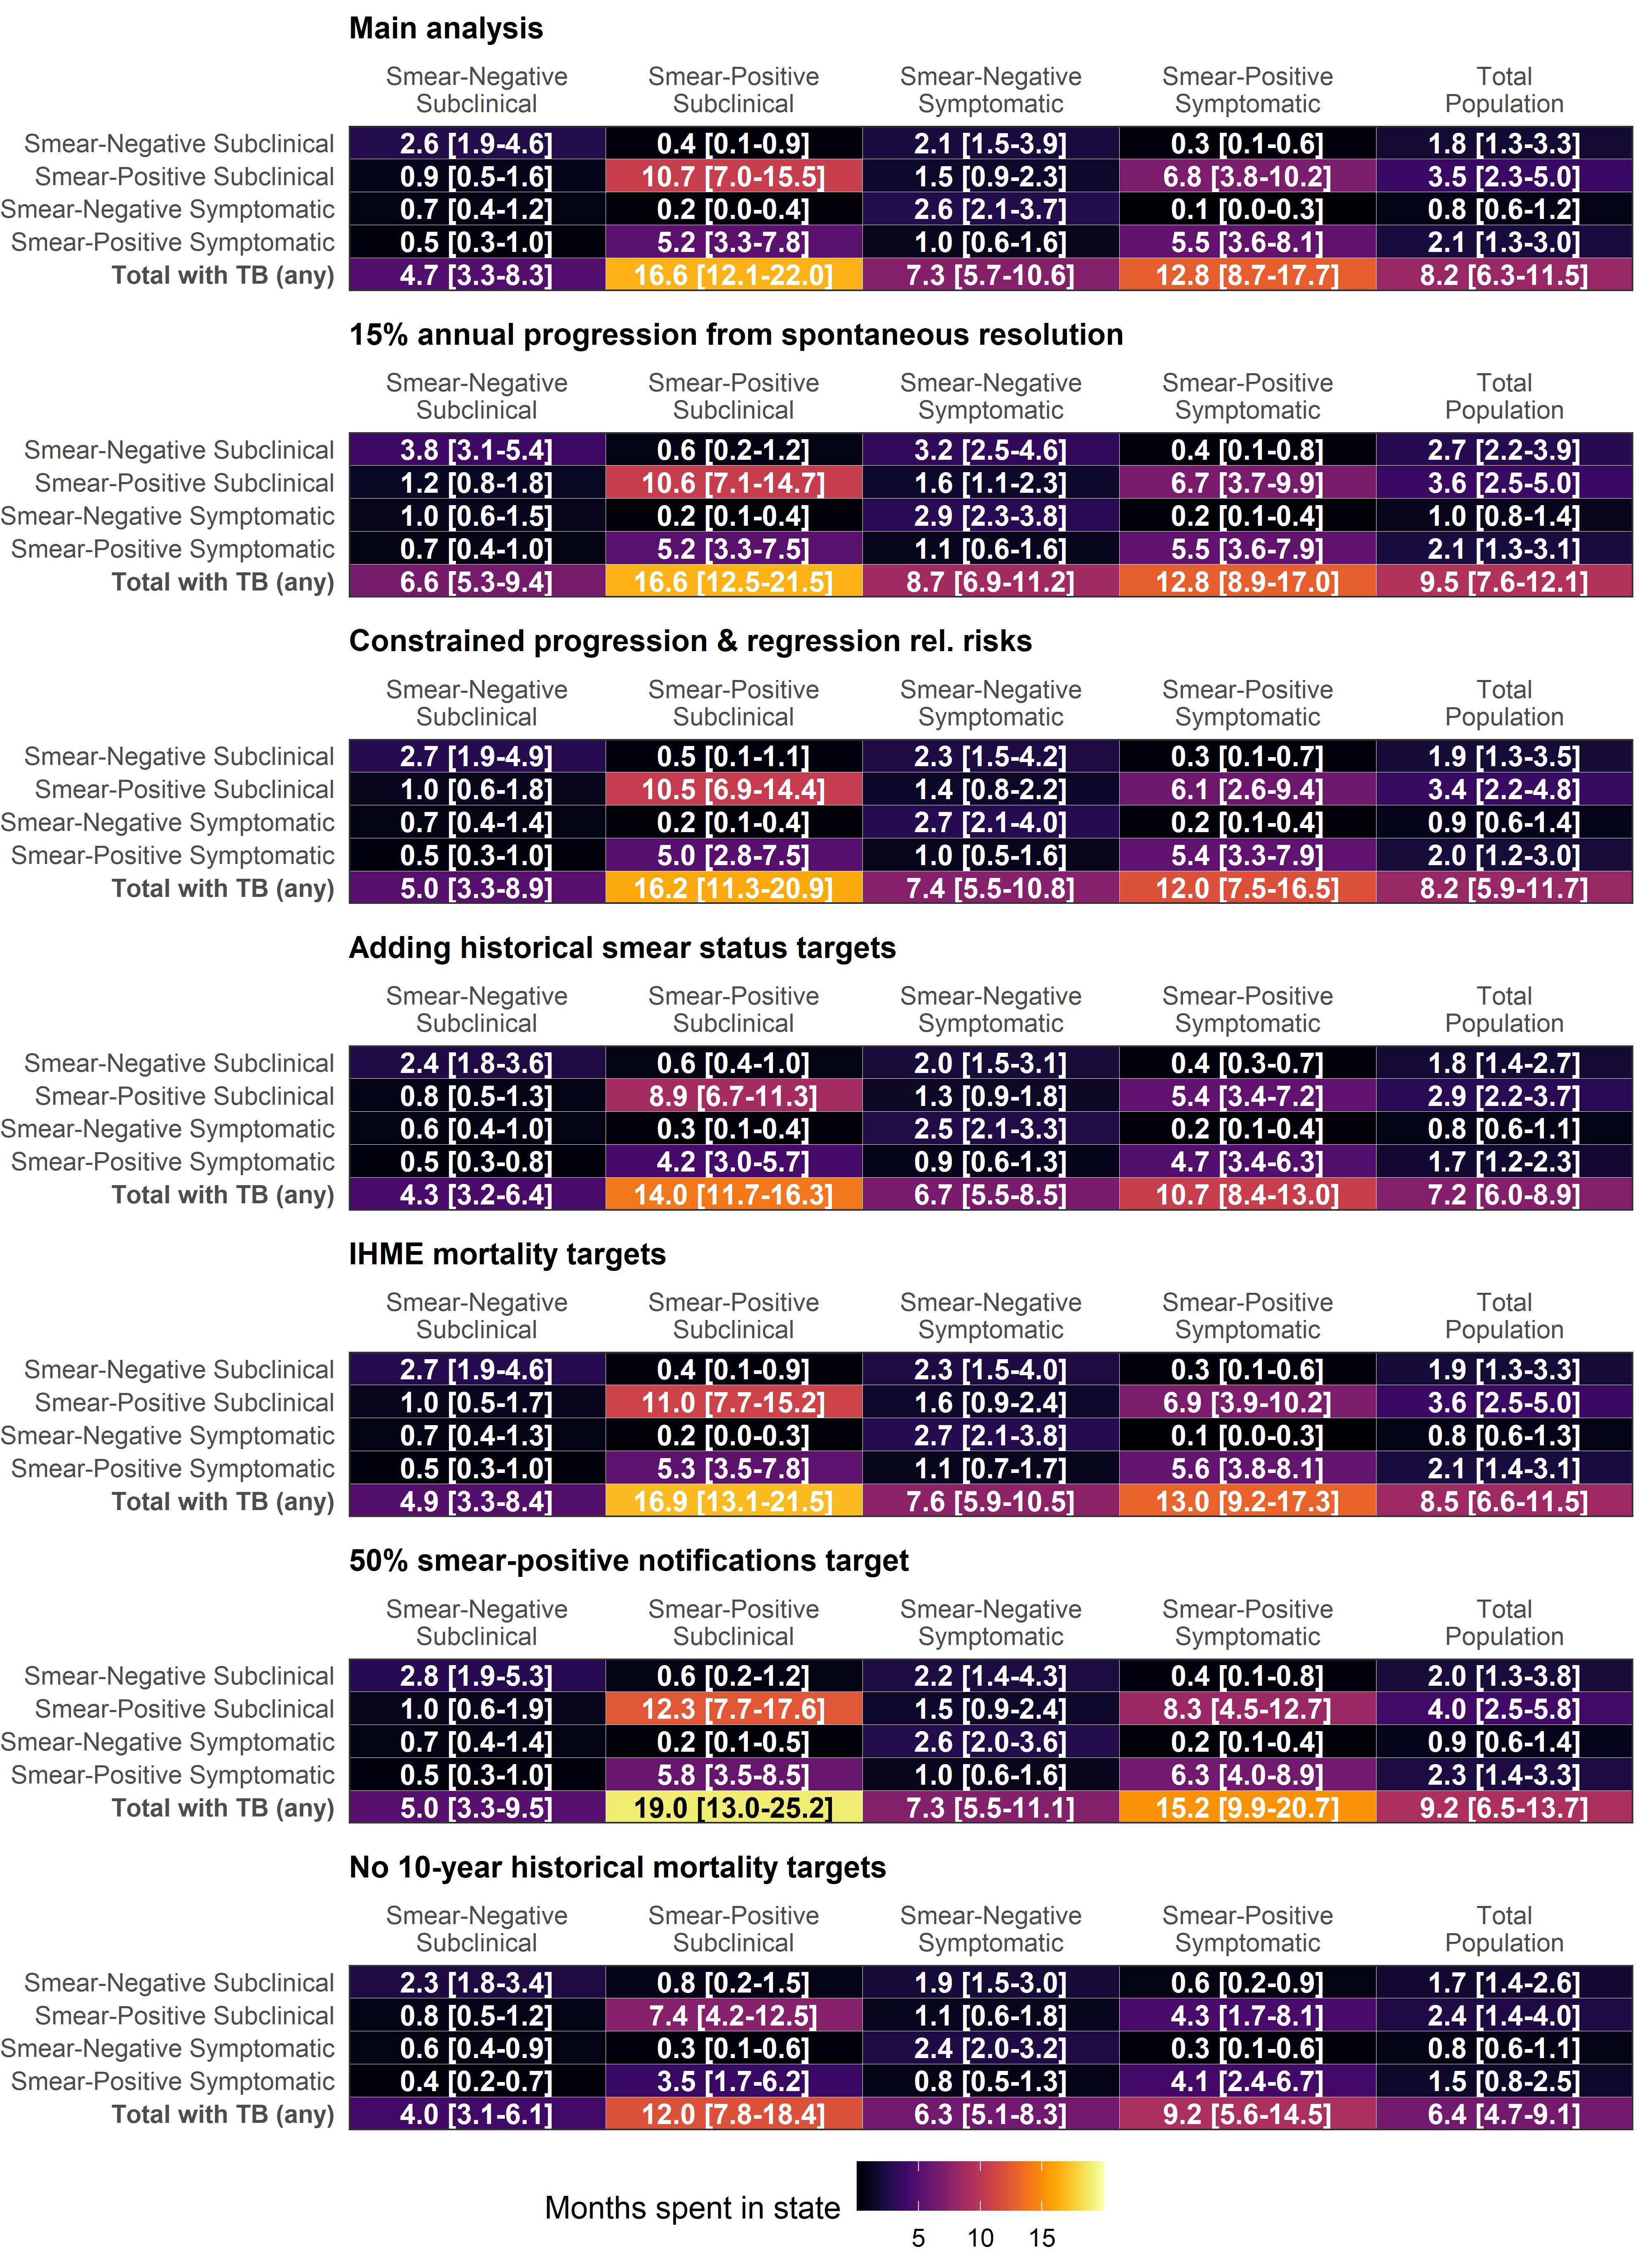 Main analysis
Smear-Negative Smear-Positive Smear-Negative Smear-Positive Total
Subclinical Subclinical Symptomatic Symptomatic Population
Smear-Negative Subclinical 2.6 [1.9-4.6] 0.4 [0.1-0.9] 2.1 [1.5-3.9] 0.3 [0.1-0.6] 1.8 [1.3-3.3]
Smear-Positive Subclinical 0.9 [0.5-1.6] 10.7 [7.0-15.5] 1.5 [0.9-2.3] 6.8 [3.8-10.2] 3.5 [2.3-5.0]
Smear-Negative Symptomatic 0.7 [0.4-1.2] 0.2 [0.0-0.4] 2.6 [2.1-3.7] 0.1 [0.0-0.3] 0.8 [0.6-1.2]
Smear-Positive Symptomatic 0.5 [0.3-1.0] 5.2 [3.3-7.8] 1.0 [0.6-1.6] 5.5 [3.6-8.1] 2.1 [1.3-3.0]
Total with TB (any) 4.7 [3.3-8.3] 16.6 [12.1-22.0] 7.3 [5.7-10.6] 12.8 [8.7-17.7] 8.2 [6.3-11.5]
15% annual progression from spontaneous resolution
Smear-Negative Smear-Positive Smear-Negative Smear-Positive Total
Subclinical Subclinical Symptomatic Symptomatic Population
Smear-Negative Subclinical 3.8 [3.1-5.4] 0.6 [0.2-1.2] 3.2 [2.5-4.6] 0.4 [0.1-0.8] 2.7 [2.2-3.9]
Smear-Positive Subclinical 1.2 [0.8-1.8] 10.6 [7.1-14.7] 1.6 [1.1-2.3] 6.7 [3.7-9.9] 3.6 [2.5-5.0]
Smear-Negative Symptomatic 1.0 [0.6-1.5] 0.2 [0.1-0.4] 2.9 [2.3-3.8] 0.2 [0.1-0.4] 1.0 [0.8-1.4]
Smear-Positive Symptomatic 0.7 [0.4-1.0] 5.2 [3.3-7.5] 1.1 [0.6-1.6] 5.5 [3.6-7.9] 2.1 [1.3-3.1]
Total with TB (any) 6.6 [5.3-9.4] 16.6 [12.5-21.5] 8.7 [6.9-11.2] 12.8 [8.9-17.0] 9.5 [7.6-12.1]
Constrained progression & regression rel. risks
Smear-Negative Smear-Positive Smear-Negative Smear-Positive Total
Subclinical Subclinical Symptomatic Symptomatic Population
Smear-Negative Subclinical 2.7 [1.9-4.9] 0.5 [0.1-1.1] 2.3 [1.5-4.2] 0.3 [0.1-0.7] 1.9 [1.3-3.5]
Smear-Positive Subclinical 1.0 [0.6-1.8] 10.5 [6.9-14.4] 1.4 [0.8-2.2] 6.1 [2.6-9.4] 3.4 [2.2-4.8]
Smear-Negative Symptomatic 0.7 [0.4-1.4] 0.2 [0.1-0.4] 2.7 [2.1-4.0] 0.2 [0.1-0.4] 0.9 [0.6-1.4]
Smear-Positive Symptomatic 0.5 [0.3-1.0] 5.0 [2.8-7.5] 1.0 [0.5-1.6] 5.4 [3.3-7.9] 2.0 [1.2-3.0]
Total with TB (any) 5.0 [3.3-8.9] 16.2 [11.3-20.9] 7.4 [5.5-10.8] 12.0 [7.5-16.5] 8.2 [5.9-11.7]
Adding historical smear status targets
Smear-Negative Smear-Positive Smear-Negative Smear-Positive Total
Subclinical Subclinical Symptomatic Symptomatic Population
Smear-Negative Subclinical 2.4 [1.8-3.6] 0.6 [0.4-1.0] 2.0 [1.5-3.1] 0.4 [0.3-0.7] 1.8 [1.4-2.7]
Smear-Positive Subclinical 0.8 [0.5-1.3] 8.9 [6.7-11.3] 1.3 [0.9-1.8] 5.4 [3.4-7.2] 2.9 [2.2-3.7]
Smear-Negative Symptomatic 0.6 [0.4-1.0] 0.3 [0.1-0.4] 2.5 [2.1-3.3] 0.2 [0.1-0.4] 0.8 [0.6-1.1]
Smear-Positive Symptomatic 0.5 [0.3-0.8] 4.2 [3.0-5.7] 0.9 [0.6-1.3] 4.7 [3.4-6.3] 1.7 [1.2-2.3]
Total with TB (any) 4.3 [3.2-6.4] 14.0 [11.7-16.3] 6.7 [5.5-8.5] 10.7 [8.4-13.0] 7.2 [6.0-8.9]
IHME mortality targets
Smear-Negative Smear-Positive Smear-Negative Smear-Positive Total
Subclinical Subclinical Symptomatic Symptomatic Population
Smear-Negative Subclinical 2.7 [1.9-4.6] 0.4 [0.1-0.9] 2.3 [1.5-4.0] 0.3 [0.1-0.6] 1.9 [1.3-3.3]
Smear-Positive Subclinical 1.0 [0.5-1.7] 11.0 [7.7-15.2] 1.6 [0.9-2.4] 6.9 [3.9-10.2] 3.6 [2.5-5.0]
Smear-Negative Symptomatic 0.7 [0.4-1.3] 0.2 [0.0-0.3] 2.7 [2.1-3.8] 0.1 [0.0-0.3] 0.8 [0.6-1.3]
Smear-Positive Symptomatic 0.5 [0.3-1.0] 5.3 [3.5-7.8] 1.1 [0.7-1.7] 5.6 [3.8-8.1] 2.1 [1.4-3.1]
Total with TB (any) 4.9 [3.3-8.4] 16.9 [13.1-21.5] 7.6 [5.9-10.5] 13.0 [9.2-17.3] 8.5 [6.6-11.5]
50% smear-positive notifications target
Smear-Negative Smear-Positive Smear-Negative Smear-Positive Total
Subclinical Subclinical Symptomatic Symptomatic Population
Smear-Negative Subclinical 2.8 [1.9-5.3] 0.6 [0.2-1.2] 2.2 [1.4-4.3] 0.4 [0.1-0.8] 2.0 [1.3-3.8]
Smear-Positive Subclinical 1.0 [0.6-1.9] 12.3 [7.7-17.6] 1.5 [0.9-2.4] 8.3 [4.5-12.7] 4.0 [2.5-5.8]
Smear-Negative Symptomatic 0.7 [0.4-1.4] 0.2 [0.1-0.5] 2.6 [2.0-3.6] 0.2 [0.1-0.4] 0.9 [0.6-1.4]
Smear-Positive Symptomatic 0.5 [0.3-1.0] 5.8 [3.5-8.5] 1.0 [0.6-1.6] 6.3 [4.0-8.9] 2.3 [1.4-3.3]
Total with TB (any) 5.0 [3.3-9.5] 19.0 [13.0-25.2] 7.3 [5.5-11.1] 15.2 [9.9-20.7] 9.2 [6.5-13.7]
No 10-year historical mortality targets
Smear-Negative Smear-Positive Smear-Negative Smear-Positive Total
Subclinical Subclinical Symptomatic Symptomatic Population
Smear-Negative Subclinical 2.3 [1.8-3.4] 0.8 [0.2-1.5] 1.9 [1.5-3.0] 0.6 [0.2-0.9] 1.7 [1.4-2.6]
Smear-Positive Subclinical 0.8 [0.5-1.2] 7.4 [4.2-12.5] 1.1 [0.6-1.8] 4.3 [1.7-8.1] 2.4 [1.4-4.0]
Smear-Negative Symptomatic 0.6 [0.4-0.9] 0.3 [0.1-0.6] 2.4 [2.0-3.2] 0.3 [0.1-0.6] 0.8 [0.6-1.1]
Smear-Positive Symptomatic 0.4 [0.2-0.7] 3.5 [1.7-6.2] 0.8 [0.5-1.3] 4.1 [2.4-6.7] 1.5 [0.8-2.5]
Total with TB (any) 4.0 [3.1-6.1] 12.0 [7.8-18.4] 6.3 [5.1-8.3] 9.2 [5.6-14.5] 6.4 [4.7-9.1]
Months spent in state
5 10 15